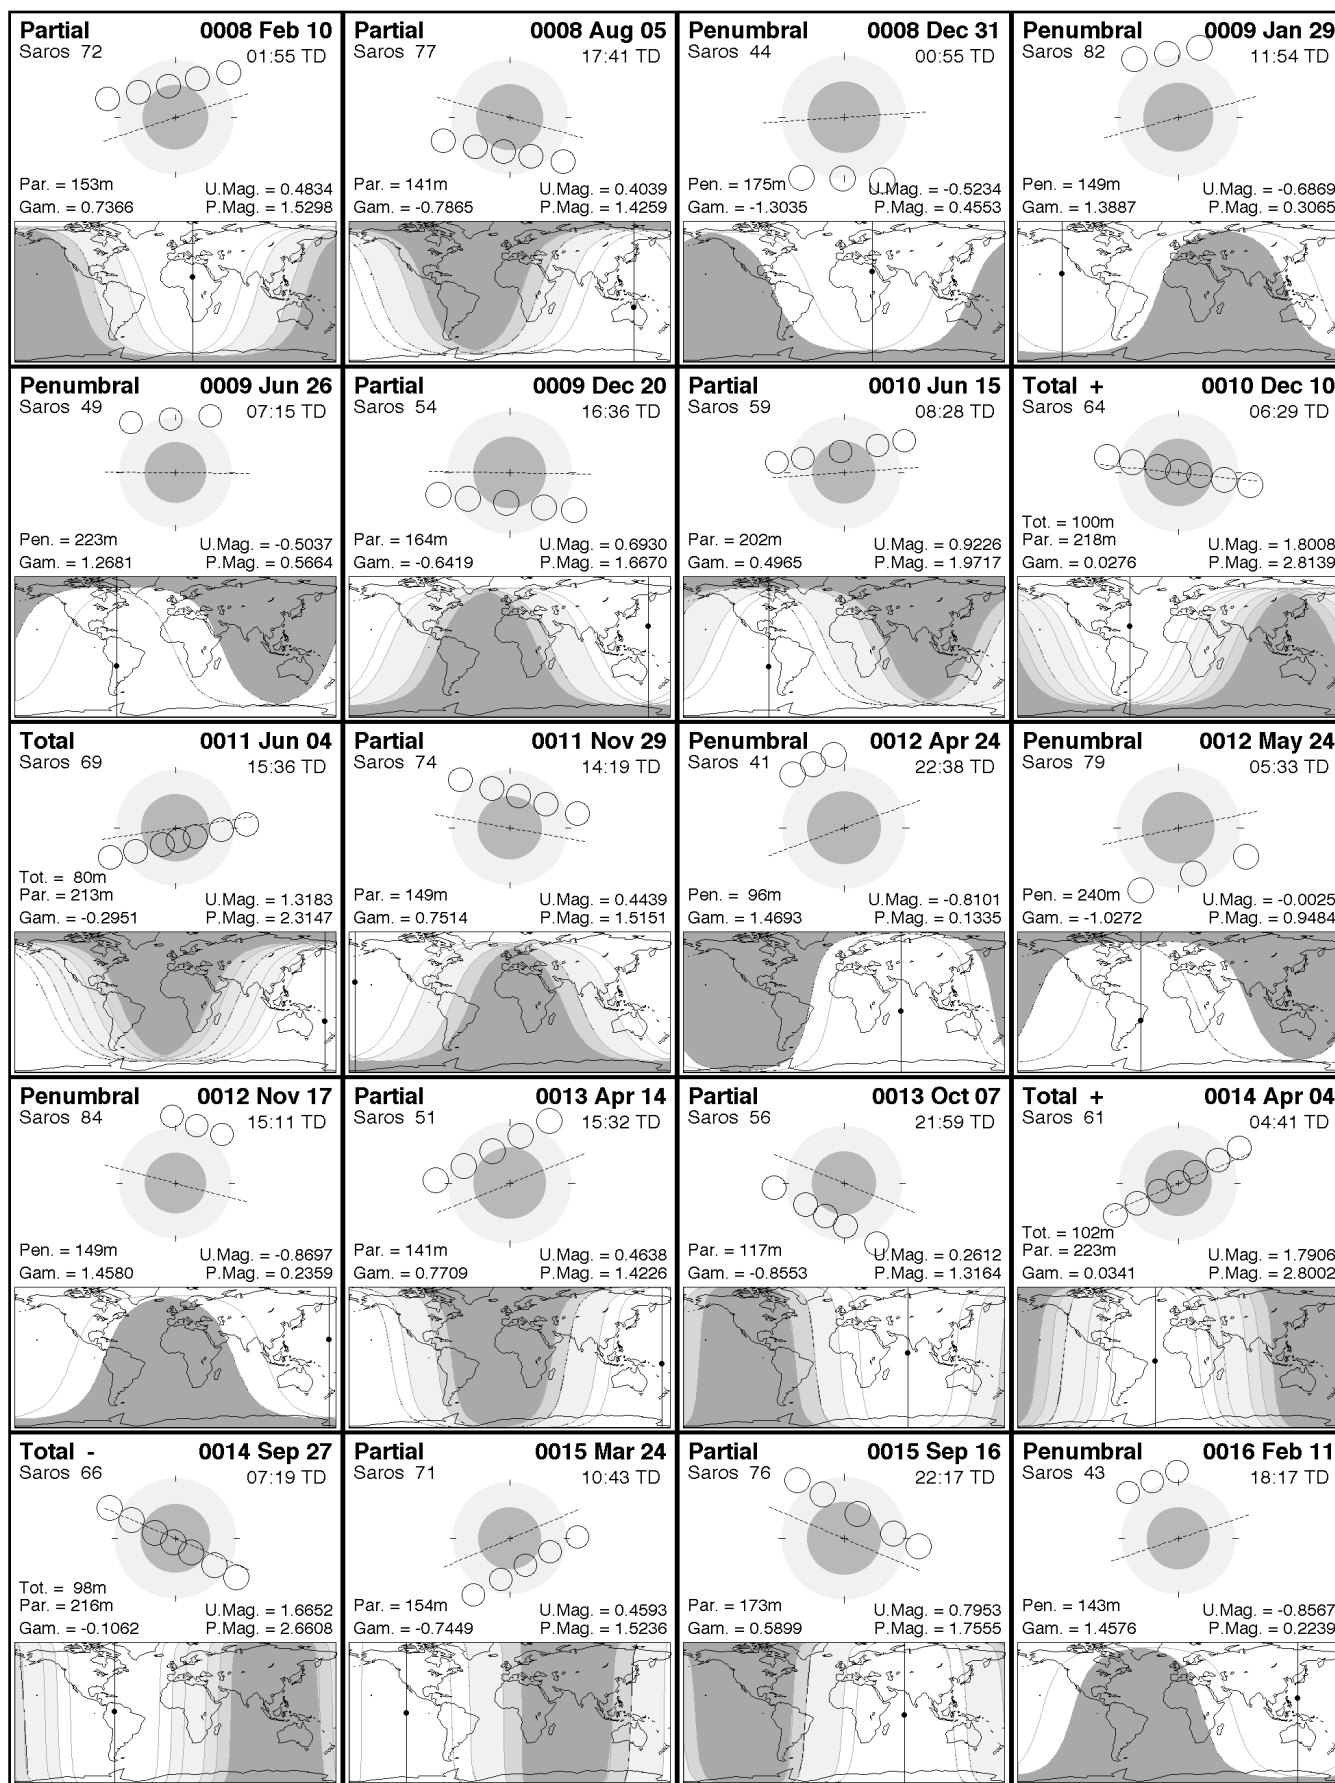 Partial 0008 Feb 10
Saros 72 01:55 TD
Par. = 153m U.Mag. = 0.4834
Gam. = 0.7366 P.Mag. = 1.5298
Partial 0008 Aug 05
Saros 77 17:41 TD
Par. = 141m U.Mag. = 0.4039
Gam. = -0.7865 P.Mag. = 1.4259
Penumbral 0008 Dec 31
Saros 44 00:55 TD
Pen. = 175m U.Mag. = -0.5234
Gam. = -1.3035 P.Mag. = 0.4553
Penumbral 0009 Jan 29
Saros 82 11:54 TD
Pen. = 149m U.Mag. = -0.6869
Gam. = 1.3887 P.Mag. = 0.3065
Penumbral 0009 Jun 26
Saros 49 07:15 TD
Pen. = 223m U.Mag. = -0.5037
Gam. = 1.2681 P.Mag. = 0.5664
Partial 0009 Dec 20
Saros 54 16:36 TD
Par. = 164m U.Mag. = 0.6930
Gam. = -0.6419 P.Mag. = 1.6670
Partial 0010 Jun 15
Saros 59 08:28 TD
Par. = 202m U.Mag. = 0.9226
Gam. = 0.4965 P.Mag. = 1.9717
Total + 0010 Dec 10
Saros 64 06:29 TD
Tot. = 100m
Par. = 218m U.Mag. = 1.8008
Gam. = 0.0276 P.Mag. = 2.8139
Total 0011 Jun 04
Saros 69 15:36 TD
Tot. = 80m
Par. = 213m U.Mag. = 1.3183
Gam. = -0.2951 P.Mag. = 2.3147
Partial 0011 Nov 29
Saros 74 14:19 TD
Par. = 149m U.Mag. = 0.4439
Gam. = 0.7514 P.Mag. = 1.5151
Penumbral 0012 Apr 24
Saros 41 22:38 TD
Pen. = 96m U.Mag. = -0.8101
Gam. = 1.4693 P.Mag. = 0.1335
Penumbral 0012 May 24
Saros 79 05:33 TD
Pen. = 240m U.Mag. = -0.0025
Gam. = -1.0272 P.Mag. = 0.9484
Penumbral 0012 Nov 17
Saros 84 15:11 TD
Pen. = 149m U.Mag. = -0.8697
Gam. = 1.4580 P.Mag. = 0.2359
Partial 0013 Apr 14
Saros 51 15:32 TD
Par. = 141m U.Mag. = 0.4638
Gam. = 0.7709 P.Mag. = 1.4226
Partial 0013 Oct 07
Saros 56 21:59 TD
Par. = 117m U.Mag. = 0.2612
Gam. = -0.8553 P.Mag. = 1.3164
Total + 0014 Apr 04
Saros 61 04:41 TD
Tot. = 102m
Par. = 223m U.Mag. = 1.7906
Gam. = 0.0341 P.Mag. = 2.8002
Total - 0014 Sep 27
Saros 66 07:19 TD
Tot. = 98m
Par. = 216m U.Mag. = 1.6652
Gam. = -0.1062 P.Mag. = 2.6608
Partial 0015 Mar 24
Saros 71 10:43 TD
Par. = 154m U.Mag. = 0.4593
Gam. = -0.7449 P.Mag. = 1.5236
Partial 0015 Sep 16
Saros 76 22:17 TD
Par. = 173m U.Mag. = 0.7953
Gam. = 0.5899 P.Mag. = 1.7555
Penumbral 0016 Feb 11
Saros 43 18:17 TD
Pen. = 143m U.Mag. = -0.8567
Gam. = 1.4576 P.Mag. = 0.2239